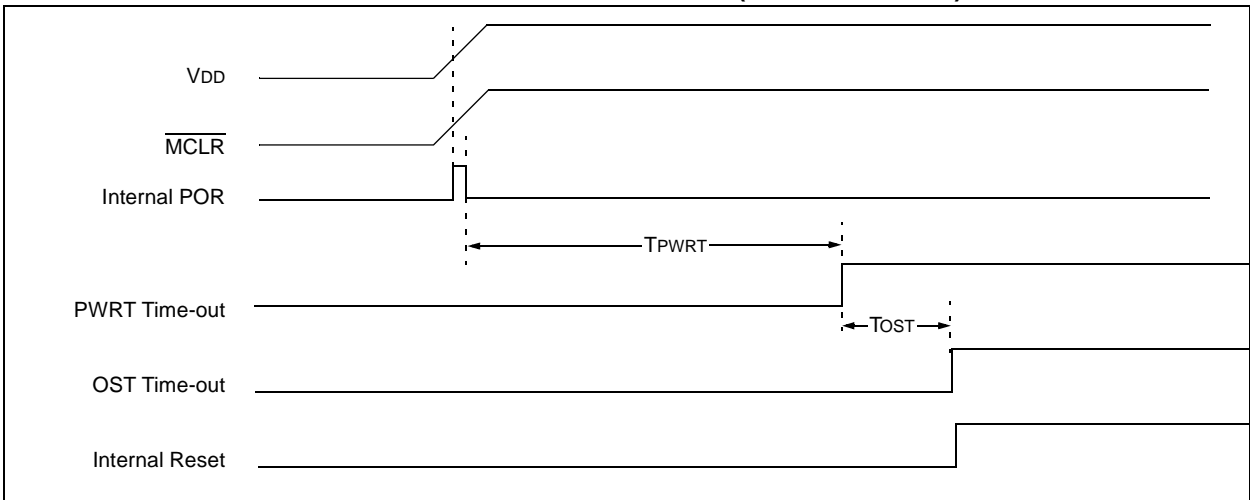 VDD
MCLR
Internal POR
TPWRT
PWRT Time-out
TOST
OST Time-out
Internal Reset